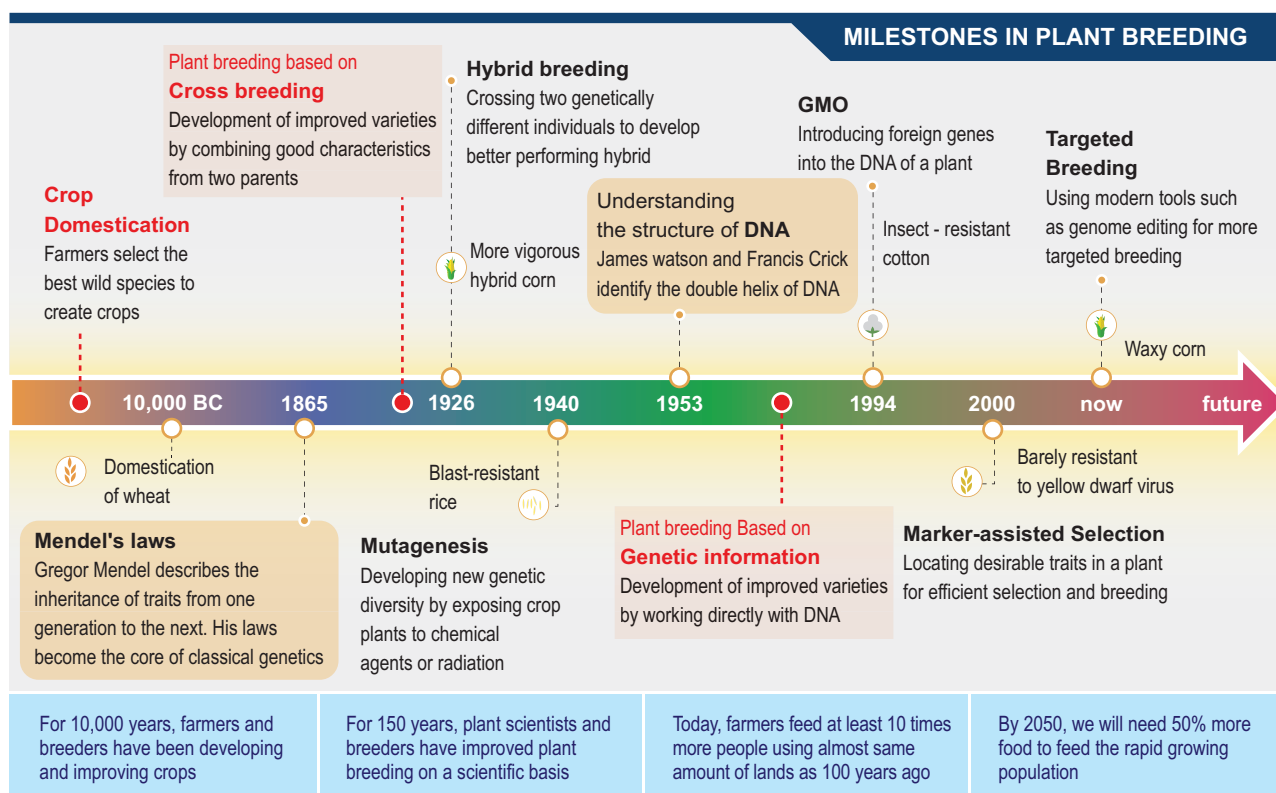 MILESTONES IN PLANT BREEDING
Crop
Domestication
Farmers select the
best wild species to
create crops
Plant breeding based on
Cross breeding
Development of improved varieties
by combining good characteristics
from two parents
Hybrid breeding
Crossing two genetically
different individuals to develop
better performing hybrid
More vigorous
hybrid corn
Understanding
the structure of DNA
James watson and Francis Crick
identify the double helix of DNA
GMO
Introducing foreign genes
into the DNA of a plant
Insect - resistant
cotton
Targeted
Breeding
Using modern tools such
as genome editing for more
targeted breeding
Waxy corn
10,000 BC 1865 1926 1940 1953 1994 2000 now future
Domestication
of wheat
Mendel's laws
Gregor Mendel describes the
inheritance of traits from one
generation to the next. His laws
become the core of classical genetics
Blast-resistant
rice
Mutagenesis
Developing new genetic
diversity by exposing crop
plants to chemical
agents or radiation
Plant breeding Based on
Genetic information
Development of improved varieties
by working directly with DNA
Barely resistant
to yellow dwarf virus
Marker-assisted Selection
Locating desirable traits in a plant
for efficient selection and breeding
For 10,000 years, farmers and
breeders have been developing
and improving crops
For 150 years, plant scientists and
breeders have improved plant
breeding on a scientific basis
Today, farmers feed at least 10 times
more people using almost same
amount of lands as 100 years ago
By 2050, we will need 50% more
food to feed the rapid growing
population